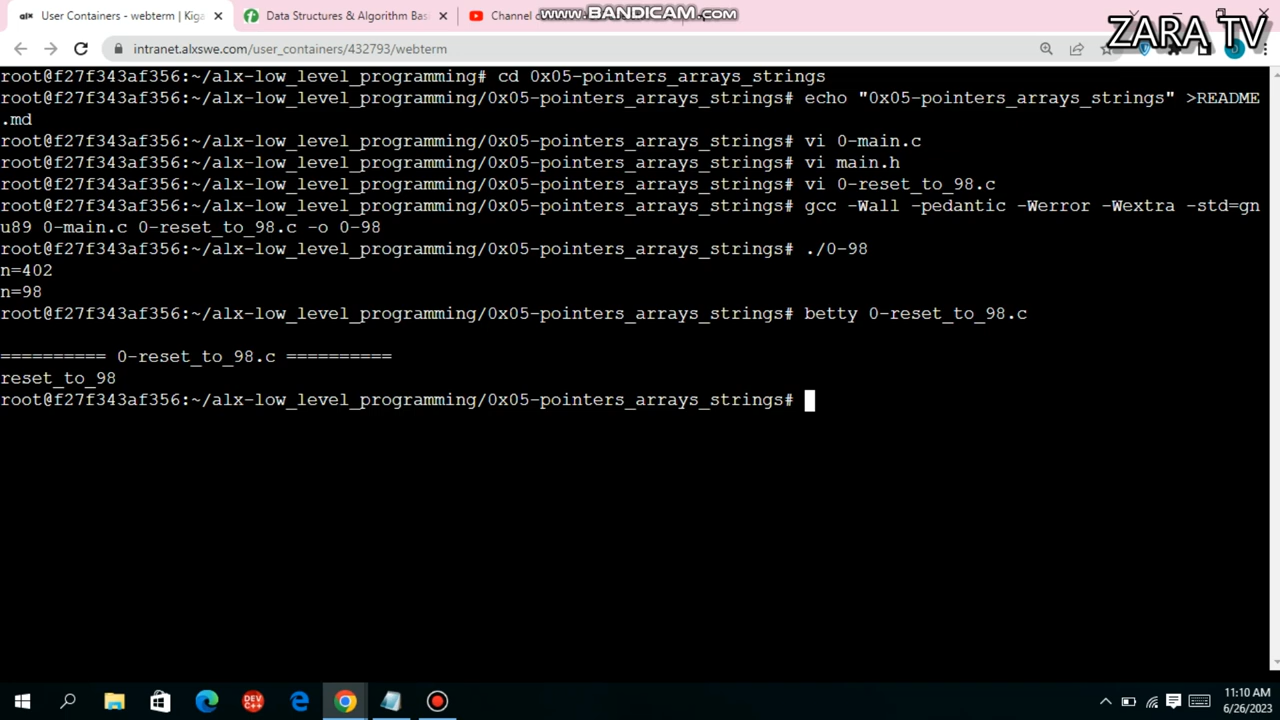 www.BANDICAM.com
ZARA TV
User Containers - webterm | Kiga
Data Structures & Algorithm Bas
Channel
intranet.alxswe.com/user_containers/432793/webterm
root@f27f343af356:~/alx-low_level_programming# cd 0x05-pointers_arrays_strings
root@f27f343af356:~/alx-low_level_programming/0x05-pointers_arrays_strings# echo "0x05-pointers_arrays_strings" >README
.md
root@f27f343af356:~/alx-low_level_programming/0x05-pointers_arrays_strings# vi 0-main.c
root@f27f343af356:~/alx-low_level_programming/0x05-pointers_arrays_strings# vi main.h
root@f27f343af356:~/alx-low_level_programming/0x05-pointers_arrays_strings# vi 0-reset_to_98.c
root@f27f343af356:~/alx-low_level_programming/0x05-pointers_arrays_strings# gcc -Wall -pedantic -Werror -Wextra -std=gn
u89 0-main.c 0-reset_to_98.c -o 0-98
root@f27f343af356:~/alx-low_level_programming/0x05-pointers_arrays_strings# ./0-98
n=402
n=98
root@f27f343af356:~/alx-low_level_programming/0x05-pointers_arrays_strings# betty 0-reset_to_98.c
========== 0-reset_to_98.c ==========
reset_to_98
root@f27f343af356:~/alx-low_level_programming/0x05-pointers_arrays_strings#
DEV
C++
11:10 AM
6/26/2023